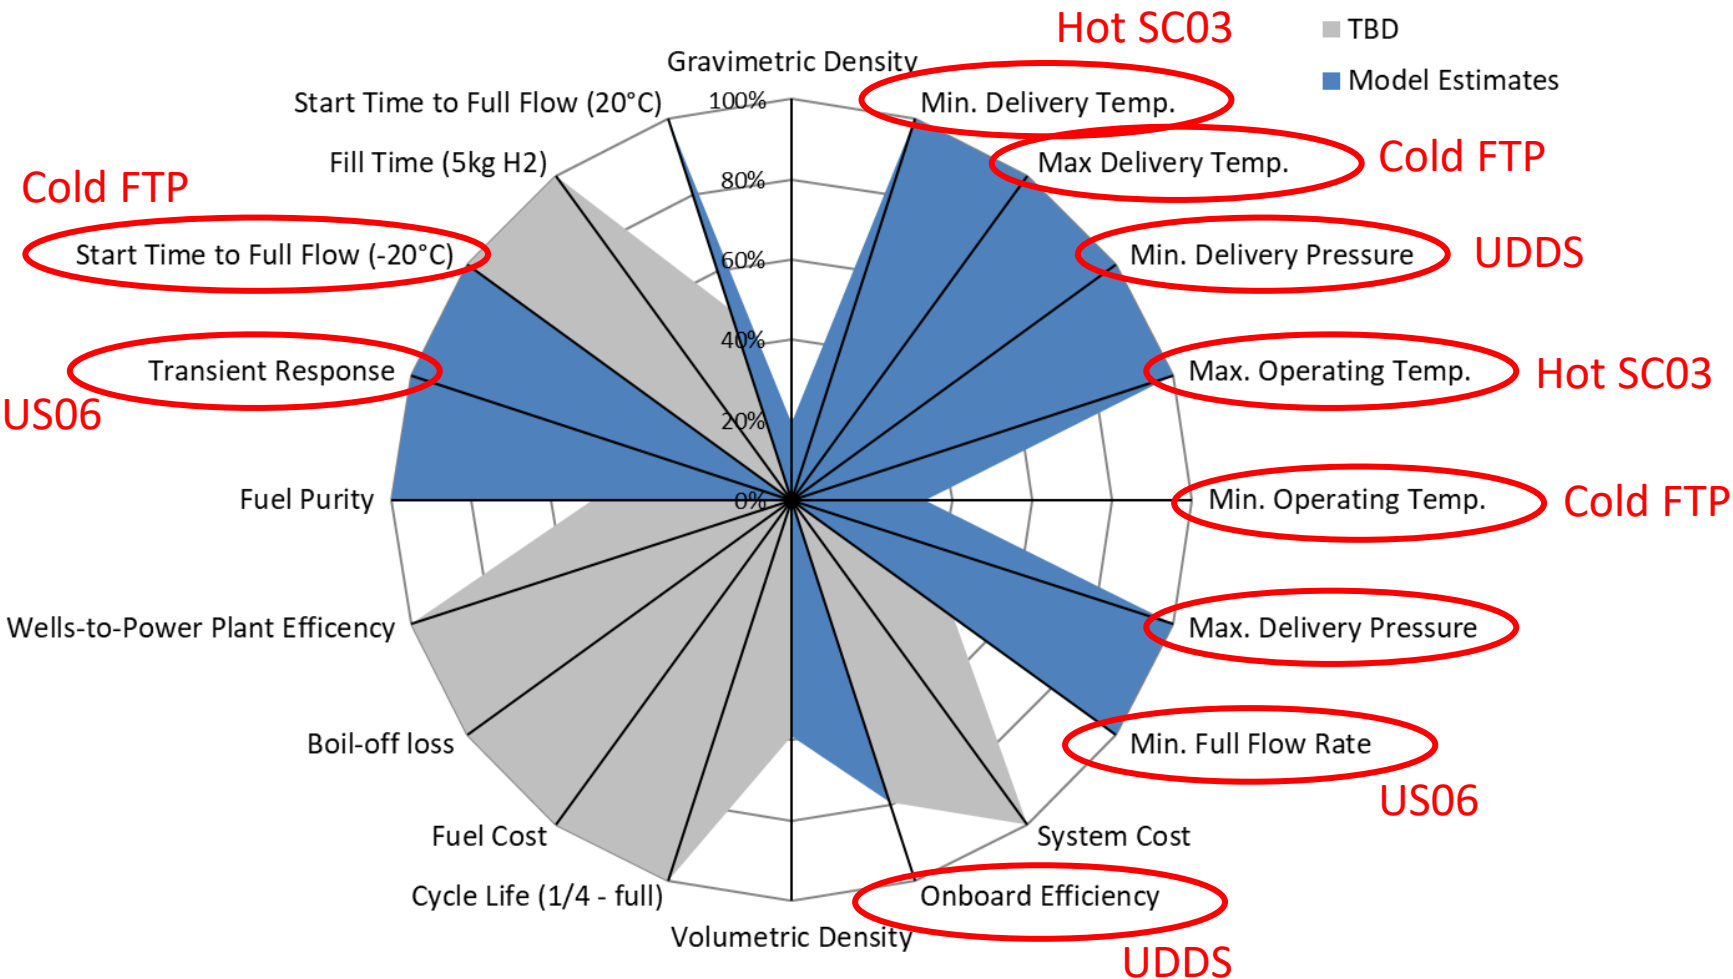 Hot SC03
TBD
Model Estimates
Gravimetric Density
Start Time to Full Flow (20°C)
100%
Min. Delivery Temp.
Fill Time (5kg H2)
Max Delivery Temp.
Cold FTP
80%
Cold FTP
Start Time to Full Flow (-20°C)
60%
Min. Delivery Pressure
UDDS
40%
Transient Response
Max. Operating Temp.
Hot SC03
US06
20%
Fuel Purity
0%
Min. Operating Temp.
Cold FTP
Wells-to-Power Plant Efficency
Max. Delivery Pressure
Boil-off loss
Min. Full Flow Rate
US06
Fuel Cost
System Cost
Cycle Life (1/4 - full)
Onboard Efficiency
Volumetric Density
UDDS